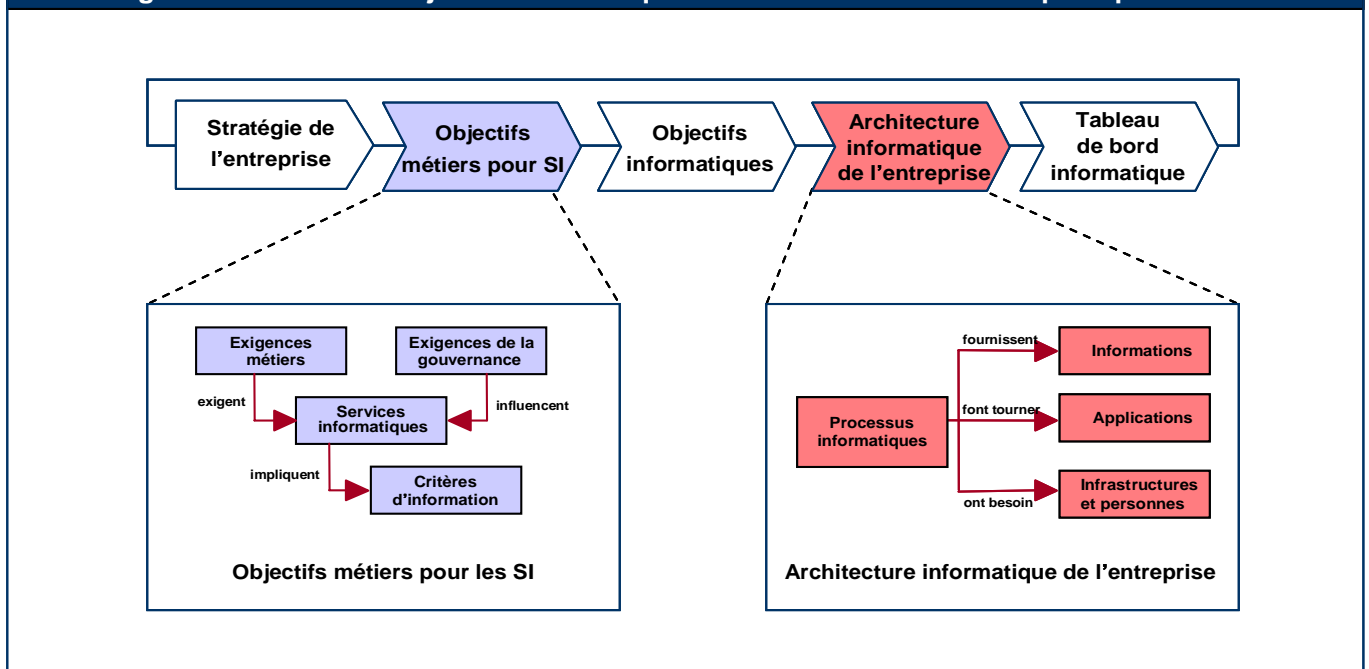 Stratégie de
l'entreprise
Objectifs
métiers pour SI
Objectifs
informatiques
Architecture
informatique
de l'entreprise
Tableau
de bord
informatique
Exigences
métiers
Exigences de la
gouvernance
exigent
Services
informatiques
influencent
impliquent
Critères
d'information
Objectifs métiers pour les SI
fournissent
Informations
Processus
informatiques
font tourner
Applications
ont besoin
Infrastructures
et personnes
Architecture informatique de l'entreprise